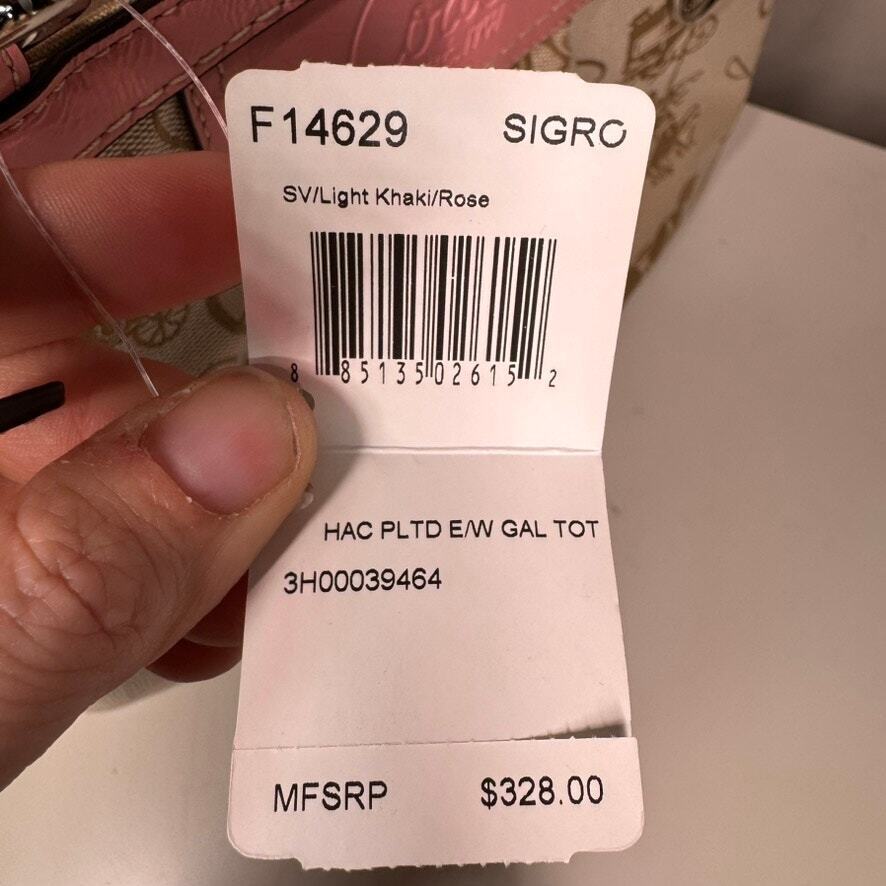 F14629 SIGRO
SV/Light Khaki/Rose
8 85135 02615 2
HAC PLTD E/W GAL TOT
3H00039464
MFSRP $328.00